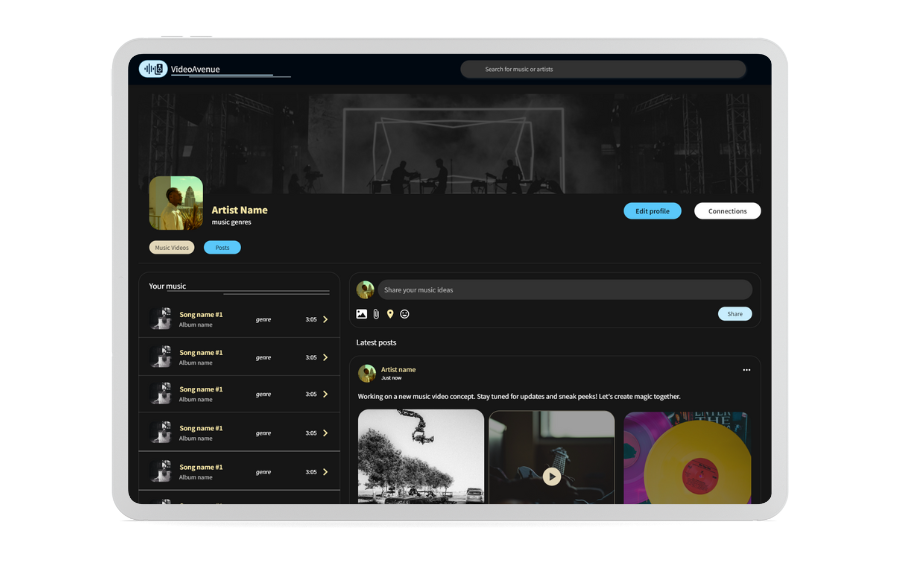 VideoAvenue
Search for music or artists
Artist Name
music genres
Edit profile
Connections
Music Videos
Posts
Your music
Song name #1
Album name
genre
3:05
Song name #1
Album name
genre
3:05
Song name #1
Album name
genre
3:05
Song name #1
Album name
genre
3:05
Song name #1
Album name
genre
3:05
Share your music ideas
Share
Latest posts
Artist name
Just now
Working on a new music video concept. Stay tuned for updates and sneak peeks! Let's create magic together.
ENTER
THE